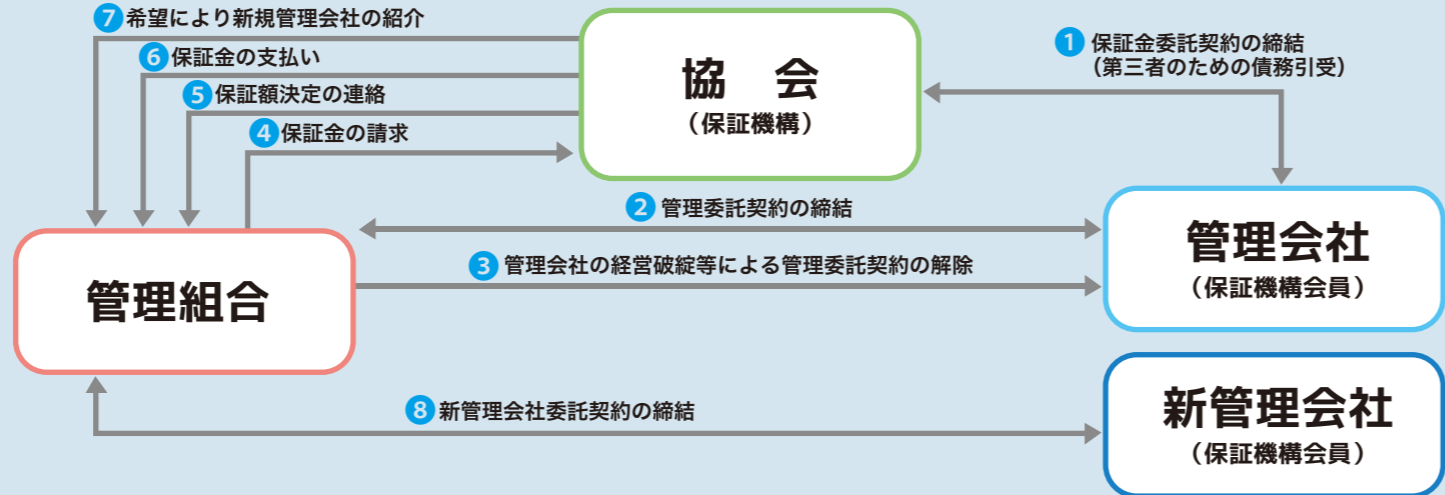 7 希望により新規管理会社の紹介
6 保証金の支払い
5 保証額決定の連絡
4 保証金の請求
協 会
（保証機構）
1 保証金委託契約の締結
（第三者のための債務引受）
2 管理委託契約の締結
3 管理会社の経営破綻等による管理委託契約の解除
管理組合
管理会社
（保証機構会員）
8 新管理会社委託契約の締結
新管理会社
（保証機構会員）